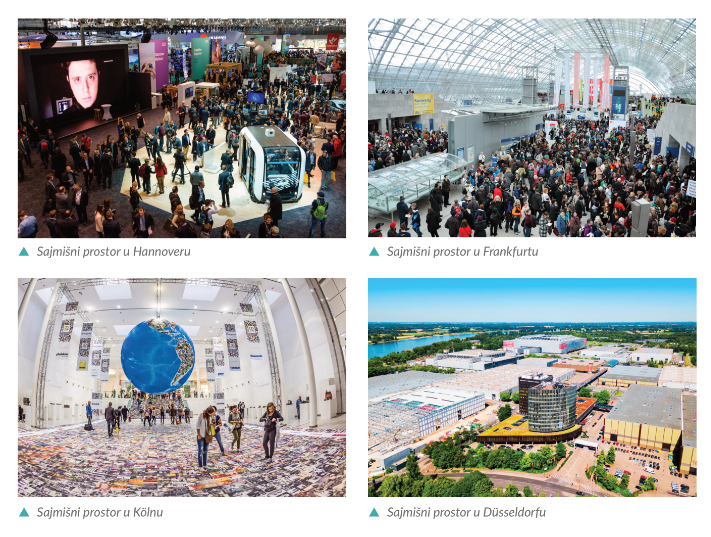 Sajmišni prostor u Hannoveru
Sajmišni prostor u Frankfurtu
Sajmišni prostor u Kölnu
Sajmišni prostor u Düsseldorfu